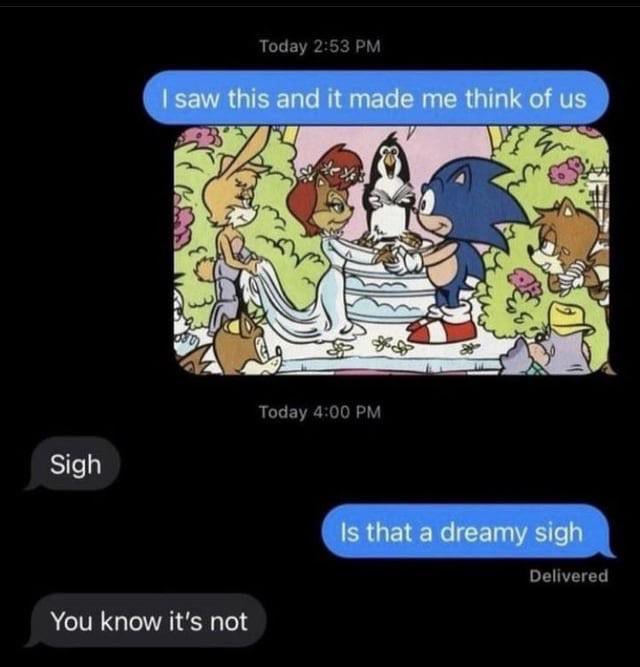 Today 2:53 PM
I saw this and it made me think of us
Today 4:00 PM
Sigh
Is that a dreamy sigh
Delivered
You know it's not